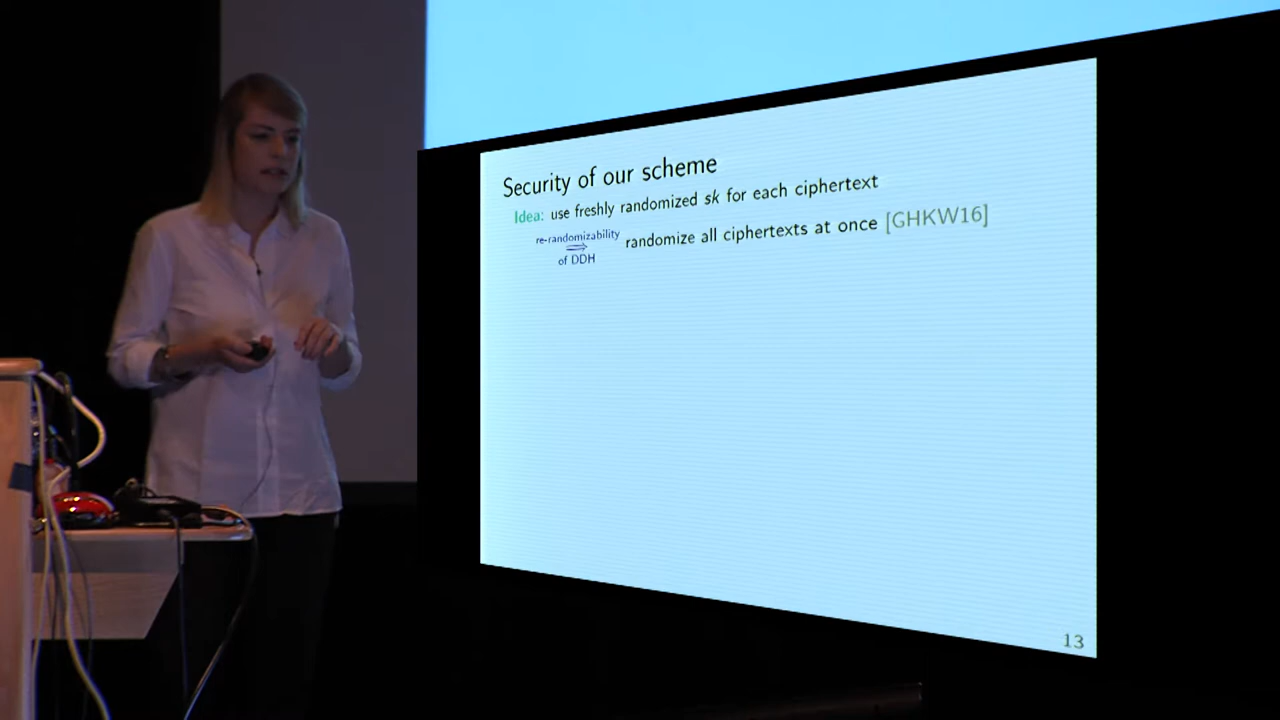 Security of our scheme
Idea: use freshly randomized sk for each ciphertext
re-randomizability
⟹
of DDH
randomize all ciphertexts at once [GHKW16]
13